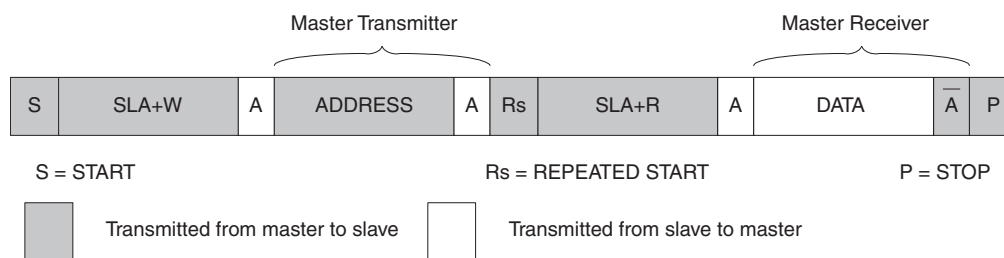 Master Transmitter Master Receiver
S SLA+W A ADDRESS A Rs SLA+R A DATA A̅ P
S = START Rs = REPEATED START P = STOP
Transmitted from master to slave Transmitted from slave to master